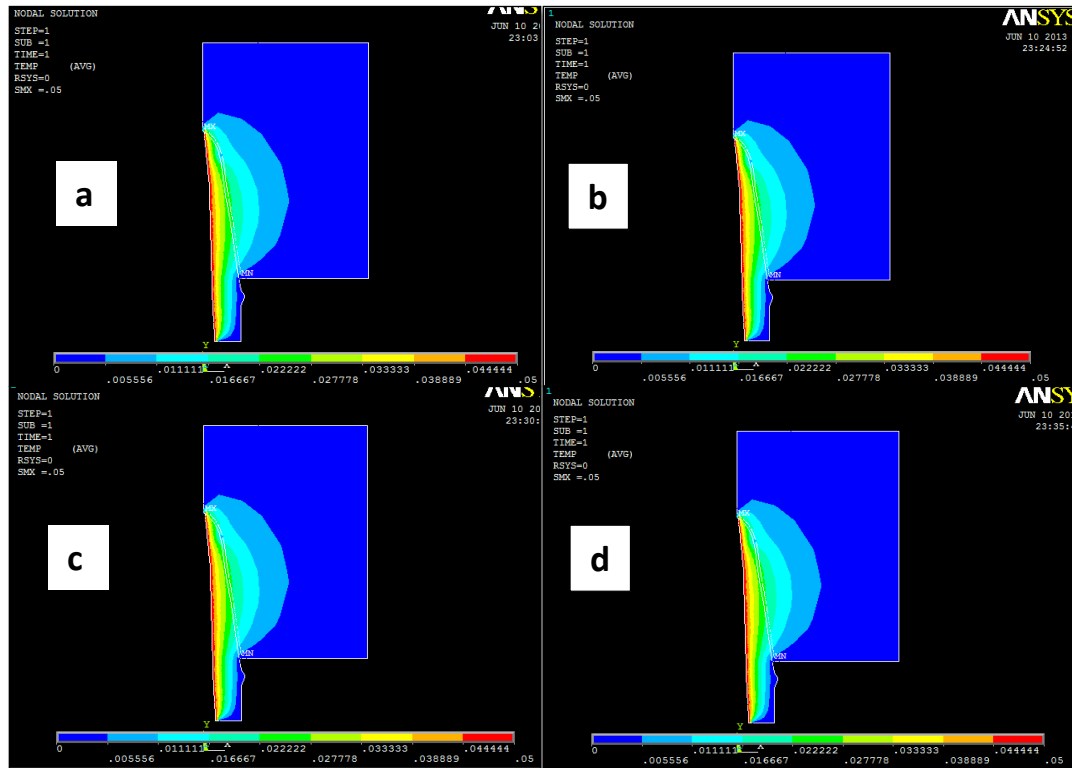 NODAL SOLUTION
STEP=1
SUB =1
TIME=1
TEMP (AVG)
RSYS=0
SMX =.05
ANS
JUN 10 20
23:03
a
MX
MN
Y
X
0 .011111 .022222 .033333 .044444
.005556 .016667 .027778 .038889 .05
1
NODAL SOLUTION
STEP=1
SUB =1
TIME=1
TEMP (AVG)
RSYS=0
SMX =.05
ANSYS
JUN 10 2013
23:24:52
b
MX
MN
Y
X
0 .011111 .022222 .033333 .044444
.005556 .016667 .027778 .038889 .05
NODAL SOLUTION
STEP=1
SUB =1
TIME=1
TEMP (AVG)
RSYS=0
SMX =.05
ANS
JUN 10 20
23:30:
c
MX
MN
Y
X
0 .011111 .022222 .033333 .044444
.005556 .016667 .027778 .038889 .05
1
NODAL SOLUTION
STEP=1
SUB =1
TIME=1
TEMP (AVG)
RSYS=0
SMX =.05
ANSY
JUN 10 20
23:35:
d
MX
MN
Y
X
0 .011111 .022222 .033333 .044444
.005556 .016667 .027778 .038889 .05